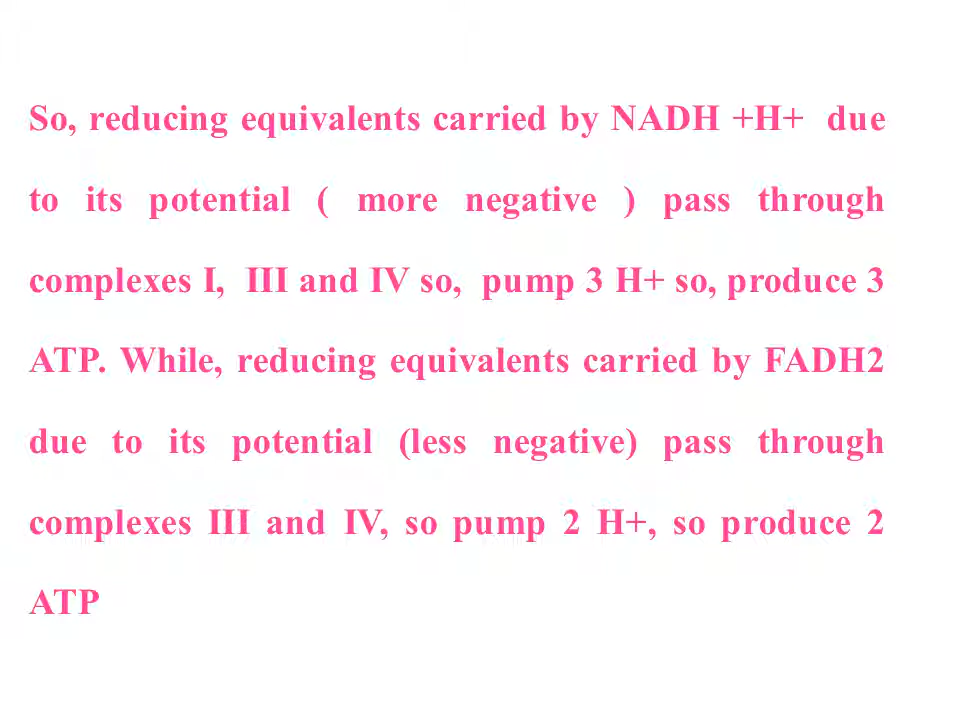 So, reducing equivalents carried by NADH +H+ due
to its potential ( more negative ) pass through
complexes I, III and IV so, pump 3 H+ so, produce 3
ATP. While, reducing equivalents carried by FADH2
due to its potential (less negative) pass through
complexes III and IV, so pump 2 H+, so produce 2
ATP